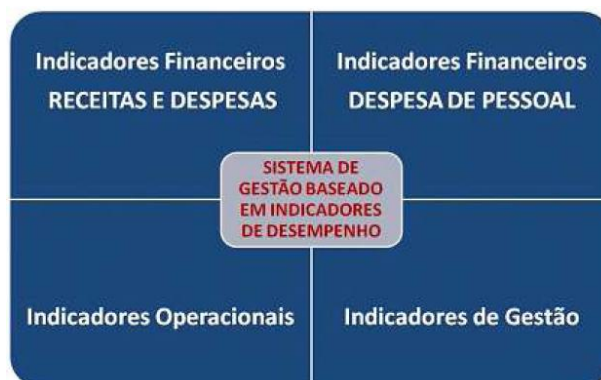 Indicadores Financeiros
RECEITAS E DESPESAS
Indicadores Financeiros
DESPESA DE PESSOAL
SISTEMA DE
GESTÃO BASEADO
EM INDICADORES
DE DESEMPENHO
Indicadores Operacionais
Indicadores de Gestão